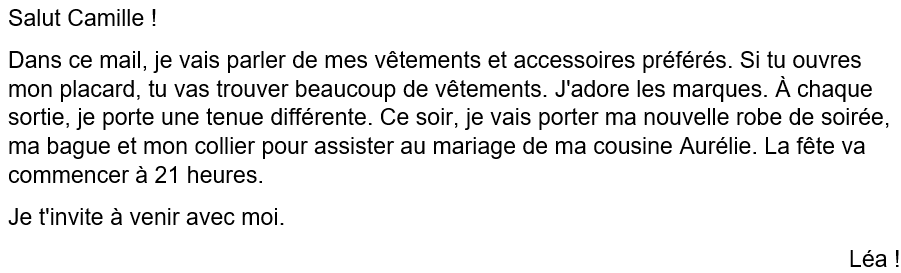 Salut Camille !
Dans ce mail, je vais parler de mes vêtements et accessoires préférés. Si tu ouvres
mon placard, tu vas trouver beaucoup de vêtements. J'adore les marques. À chaque
sortie, je porte une tenue différente. Ce soir, je vais porter ma nouvelle robe de soirée,
ma bague et mon collier pour assister au mariage de ma cousine Aurélie. La fête va
commencer à 21 heures.
Je t'invite à venir avec moi.
Léa !